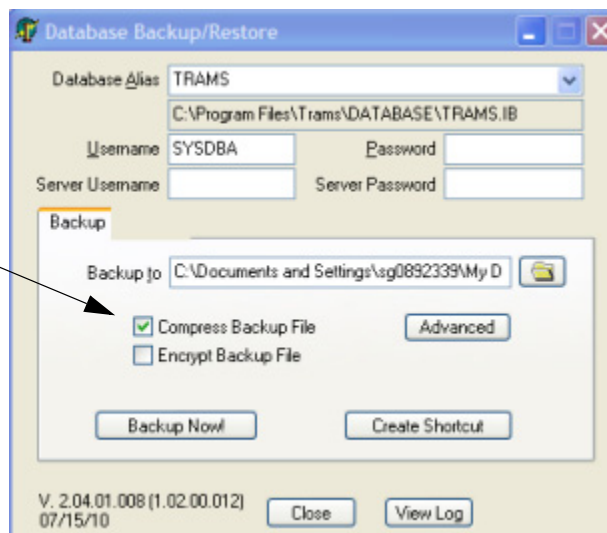 Database Backup/Restore
Database Alias TRAMS
C:\Program Files\Trams\DATABASE\TRAMS.IB
Username SYSDBA Password
Server Username Server Password
Backup
Backup to C:\Documents and Settings\sg0892339\My D
Compress Backup File Advanced
Encrypt Backup File
Backup Now! Create Shortcut
V. 2.04.01.008 (1.02.00.012)
07/15/10 Close View Log